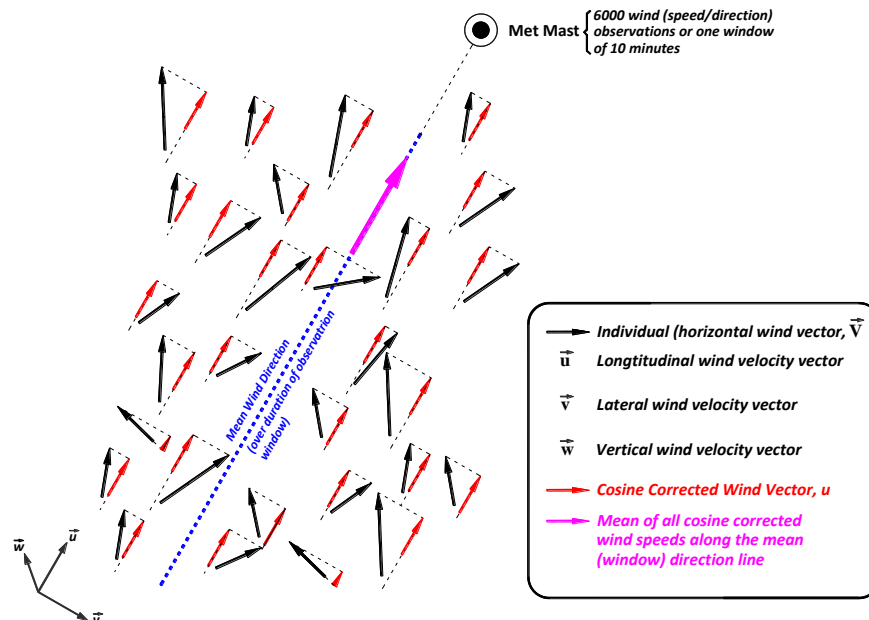 Met Mast
6000 wind (speed/direction)
observations or one window
of 10 minutes
Mean Wind Direction
(over duration of observatrion
window)
Individual (horizontal wind vector, V
u Longtitudinal wind velocity vector
v Lateral wind velocity vector
w Vertical wind velocity vector
Cosine Corrected Wind Vector, u
Mean of all cosine corrected
wind speeds along the mean
(window) direction line
w
u
v